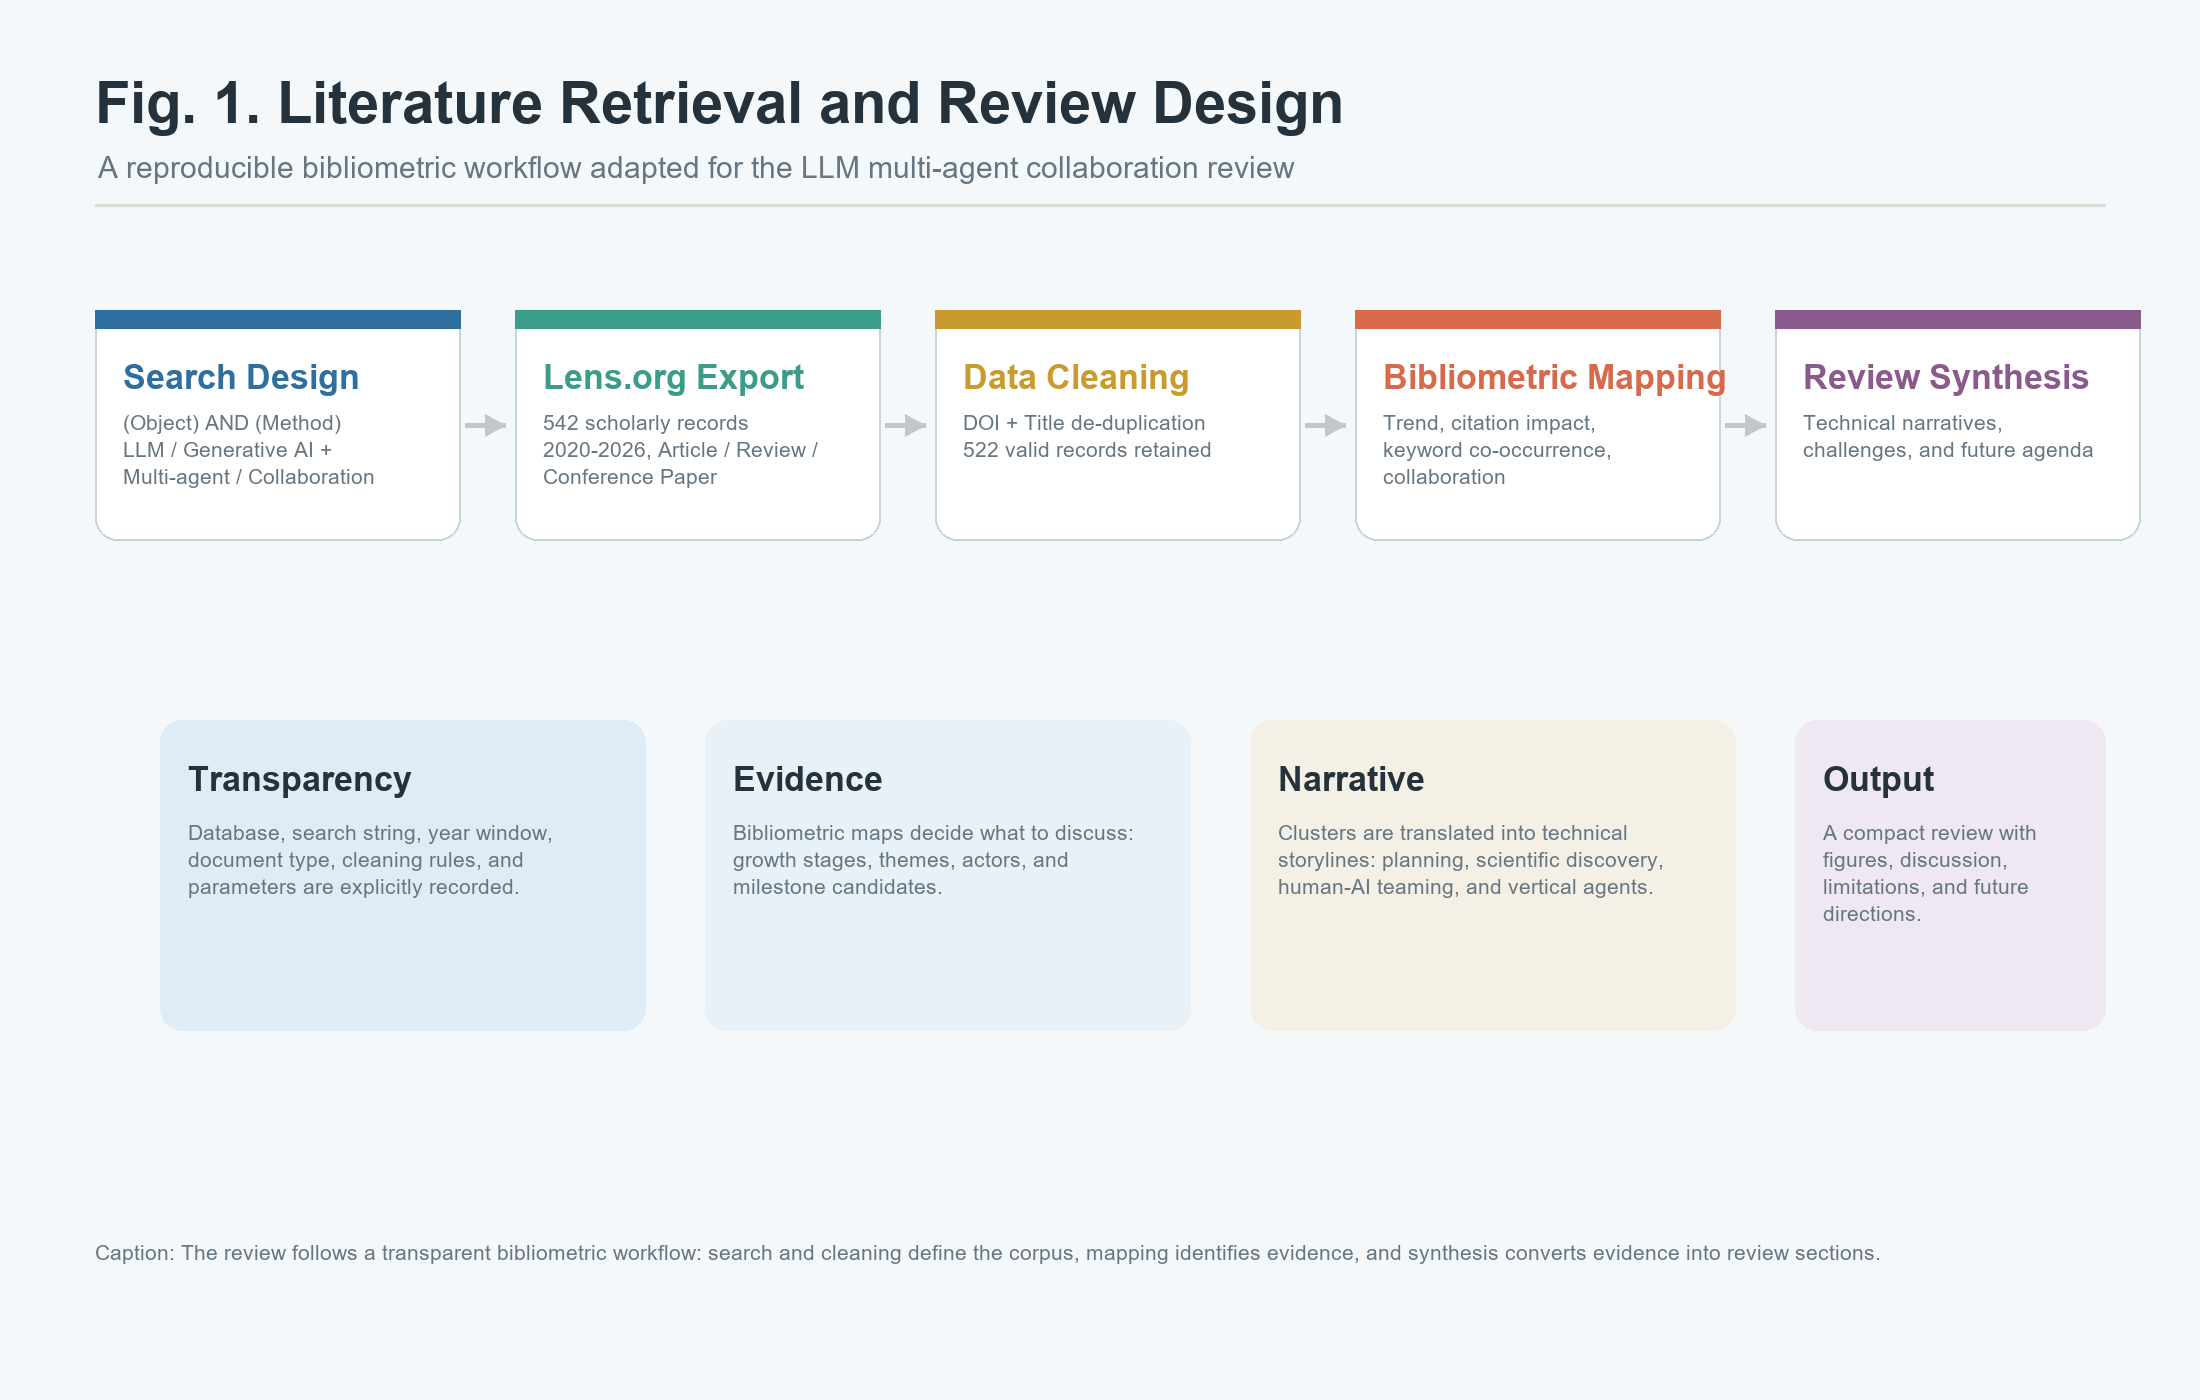 Fig. 1. Literature Retrieval and Review Design
A reproducible bibliometric workflow adapted for the LLM multi-agent collaboration review
Search Design
(Object) AND (Method)
LLM / Generative AI +
Multi-agent / Collaboration
Lens.org Export
542 scholarly records
2020-2026, Article / Review /
Conference Paper
Data Cleaning
DOI + Title de-duplication
522 valid records retained
Bibliometric Mapping
Trend, citation impact,
keyword co-occurrence,
collaboration
Review Synthesis
Technical narratives,
challenges, and future agenda
Transparency
Database, search string, year window,
document type, cleaning rules, and
parameters are explicitly recorded.
Evidence
Bibliometric maps decide what to discuss:
growth stages, themes, actors, and
milestone candidates.
Narrative
Clusters are translated into technical
storylines: planning, scientific discovery,
human-AI teaming, and vertical agents.
Output
A compact review with
figures, discussion,
limitations, and future
directions.
Caption: The review follows a transparent bibliometric workflow: search and cleaning define the corpus, mapping identifies evidence, and synthesis converts evidence into review sections.